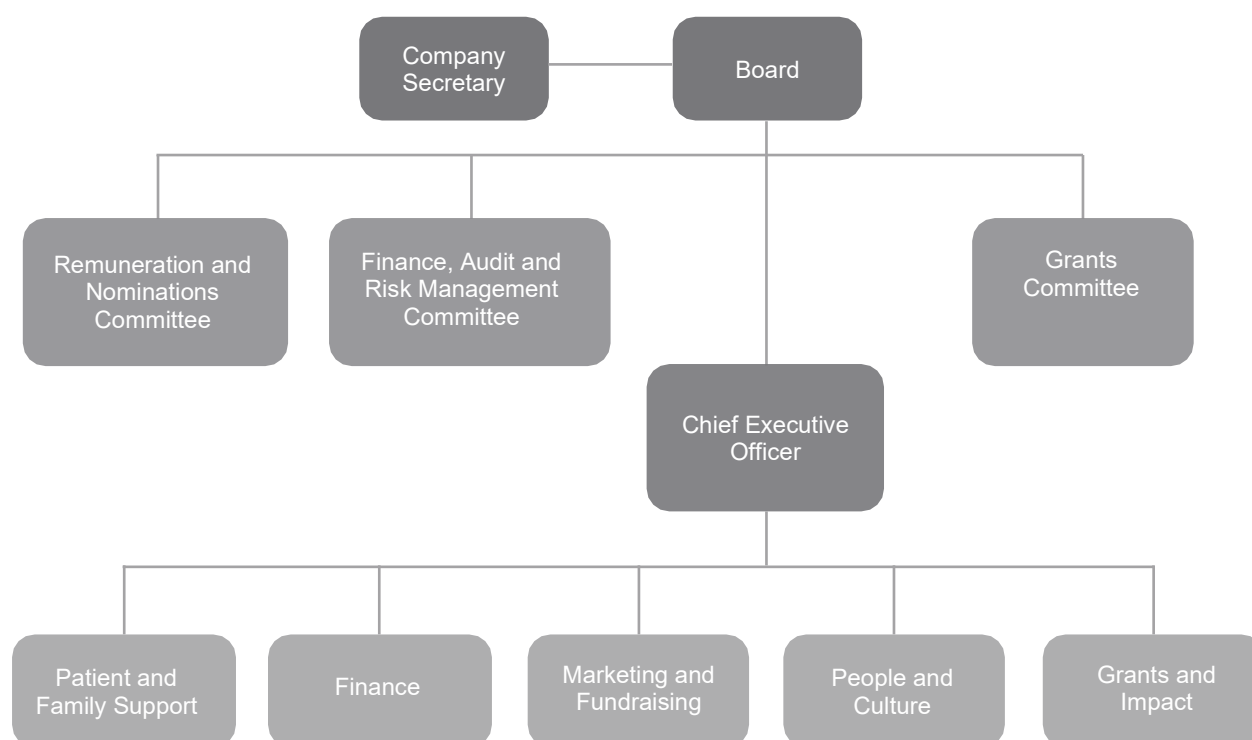 Company
Secretary
Board
Remuneration and
Nominations
Committee
Finance, Audit and
Risk Management
Committee
Grants
Committee
Chief Executive
Officer
Patient and
Family Support
Finance
Marketing and
Fundraising
People and
Culture
Grants and
Impact